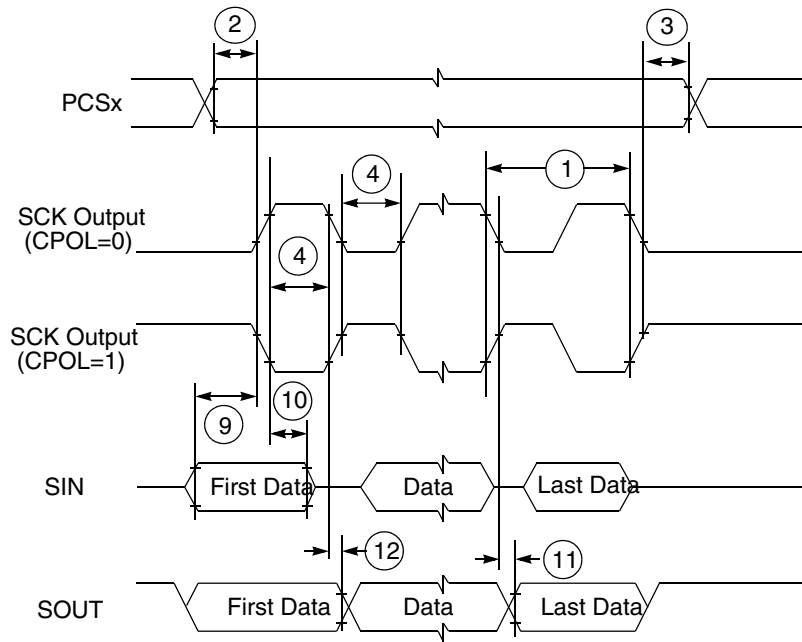 2
3
PCSx
4
1
SCK Output
(CPOL=0)
4
SCK Output
(CPOL=1)
10
9
SIN
First Data
Data
Last Data
12
11
SOUT
First Data
Data
Last Data